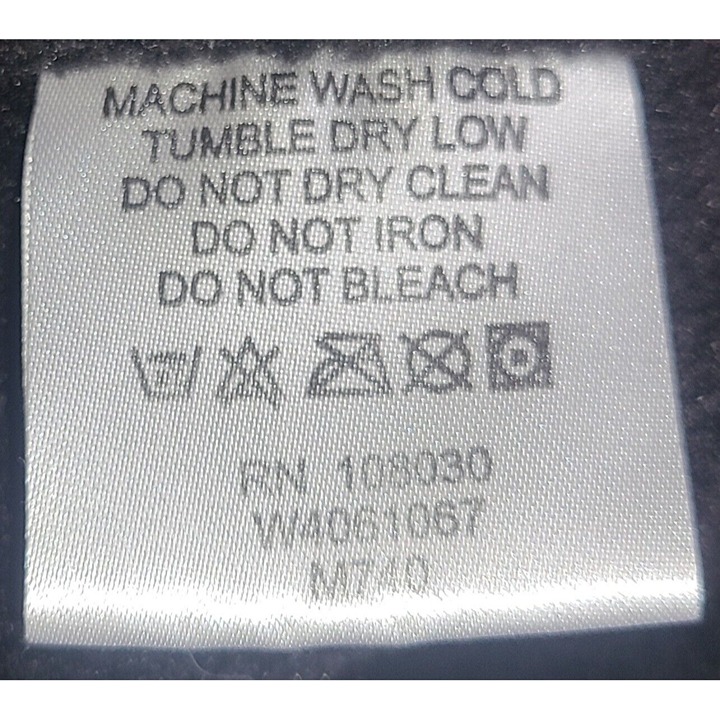 MACHINE WASH COLD
TUMBLE DRY LOW
DO NOT DRY CLEAN
DO NOT IRON
DO NOT BLEACH
RN 108030
W4061067
M740